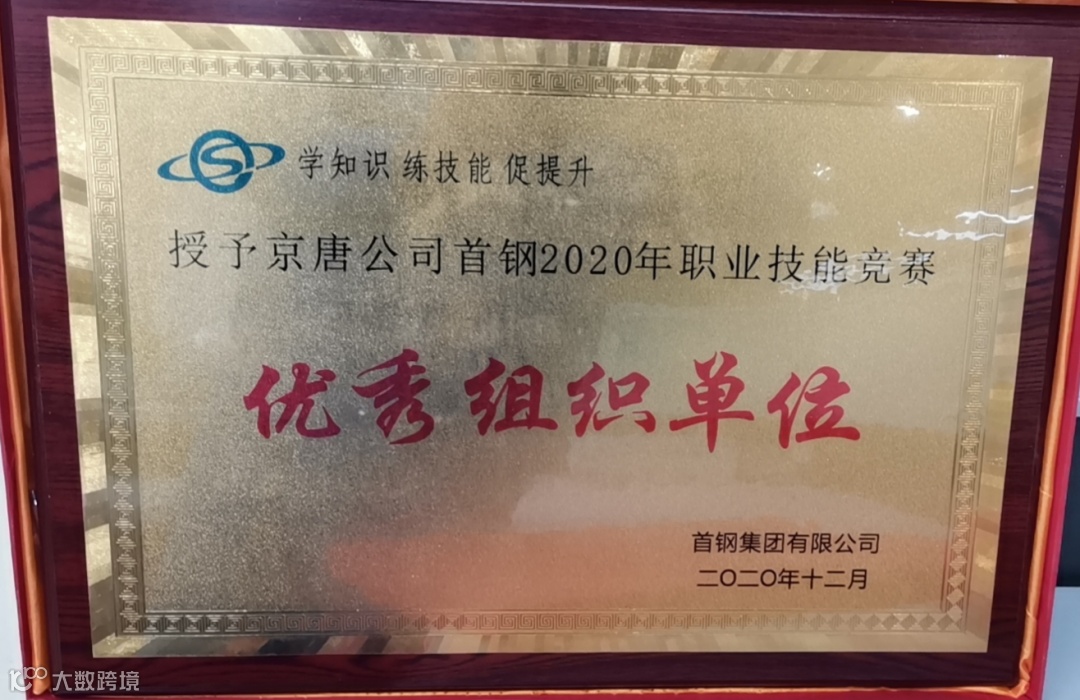 学知识 练技能 促提升
授予京唐公司首钢2020年职业技能竞赛
优秀组织单位
首钢集团有限公司
二〇二〇年十二月
大数跨境